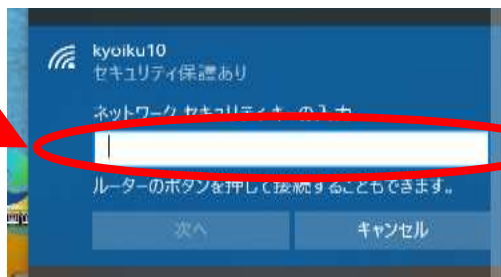 kyoiku10
セキュリティ保護あり
ネットワーク セキュリティ キーの入力
ルーターのボタンを押して接続することもできます。
次へ
キャンセル